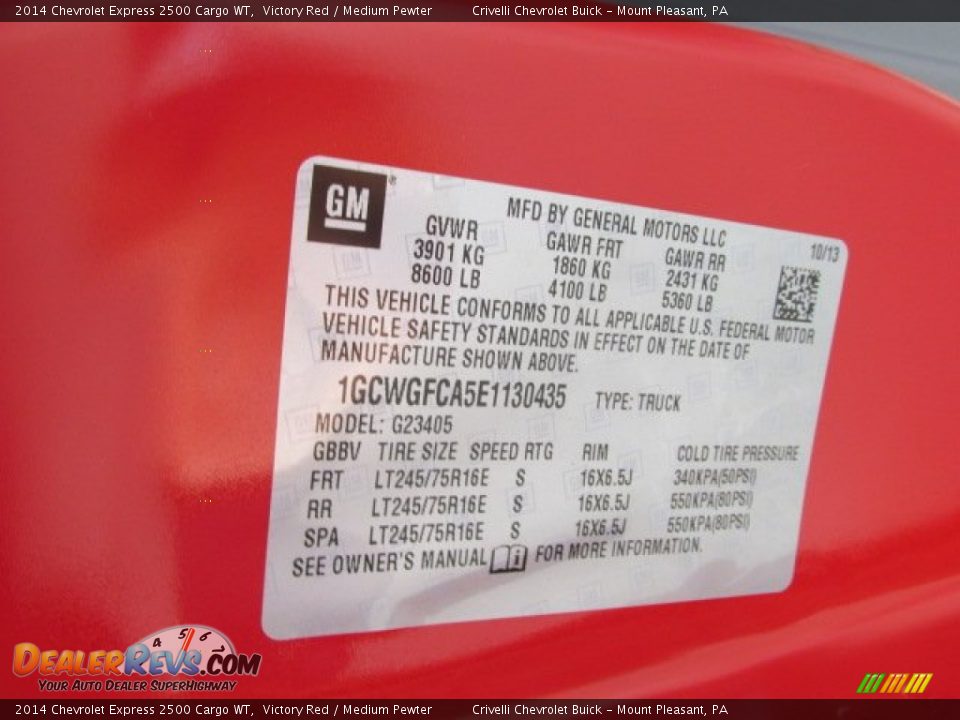 2014 Chevrolet Express 2500 Cargo WT,  Victory Red / Medium Pewter          Crivelli Chevrolet Buick - Mount Pleasant, PA
GM®
MFD BY GENERAL MOTORS LLC
10/13
GVWR GAWR FRT GAWR RR
3901 KG 1860 KG 2431 KG
8600 LB 4100 LB 5360 LB
THIS VEHICLE CONFORMS TO ALL APPLICABLE U.S. FEDERAL MOTOR
VEHICLE SAFETY STANDARDS IN EFFECT ON THE DATE OF
MANUFACTURE SHOWN ABOVE.
1GCWGFCA5E1130435 TYPE: TRUCK
MODEL: G23405
GBBV TIRE SIZE SPEED RTG RIM COLD TIRE PRESSURE
FRT LT245/75R16E S 16X6.5J 340KPA(50PSI)
RR LT245/75R16E S 16X6.5J 550KPA(80PSI)
SPA LT245/75R16E S 16X6.5J 550KPA(80PSI)
SEE OWNER'S MANUAL FOR MORE INFORMATION.
4 5 6
DealerRevs.com
Your Auto Dealer SuperHighway
2014 Chevrolet Express 2500 Cargo WT,  Victory Red / Medium Pewter          Crivelli Chevrolet Buick - Mount Pleasant, PA